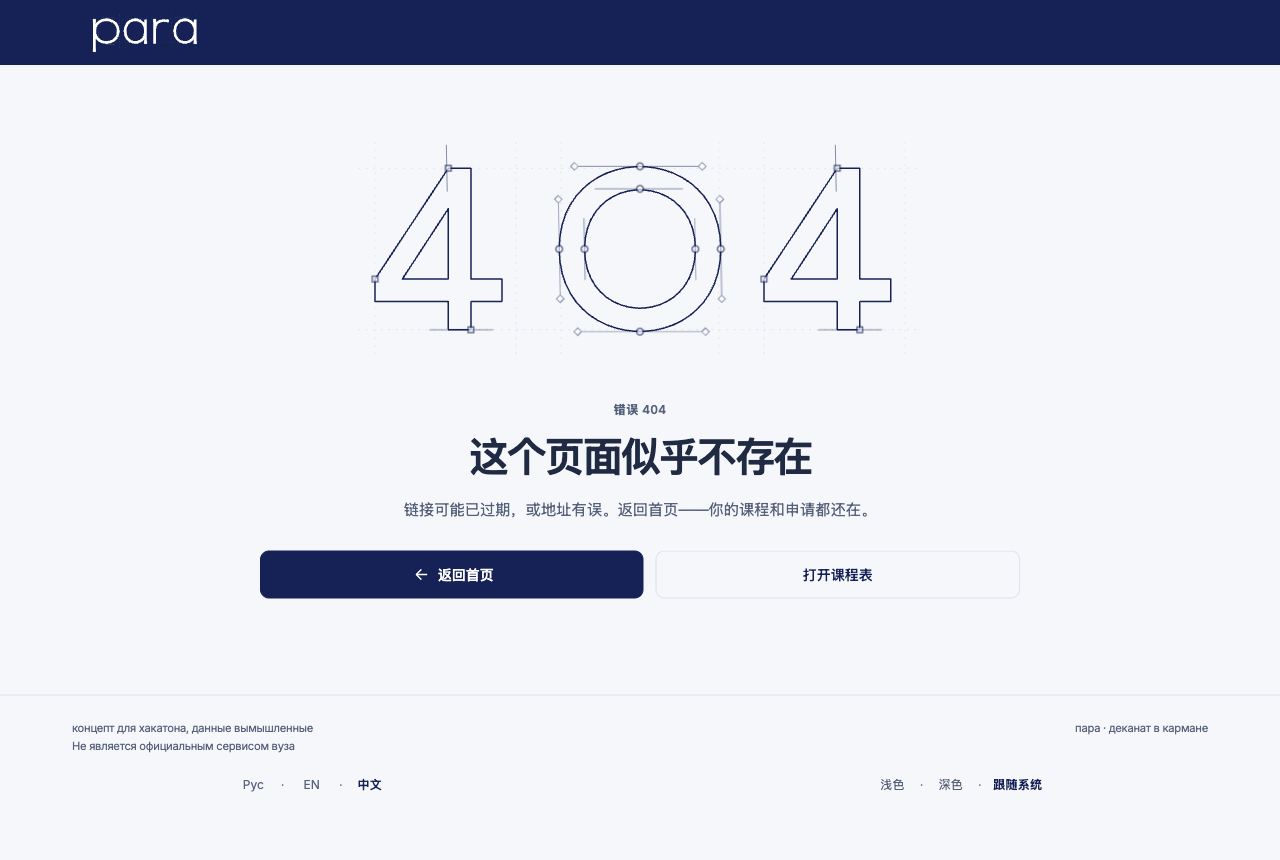 para
404
错误 404
这个页面似乎不存在
链接可能已过期，或地址有误。返回首页——你的课程和申请都还在。
← 返回首页
打开课程表
концепт для хакатона, данные вымышленные
Не является официальным сервисом вуза
пара · деканат в кармане
Рус · EN · 中文
浅色 · 深色 · 跟随系统